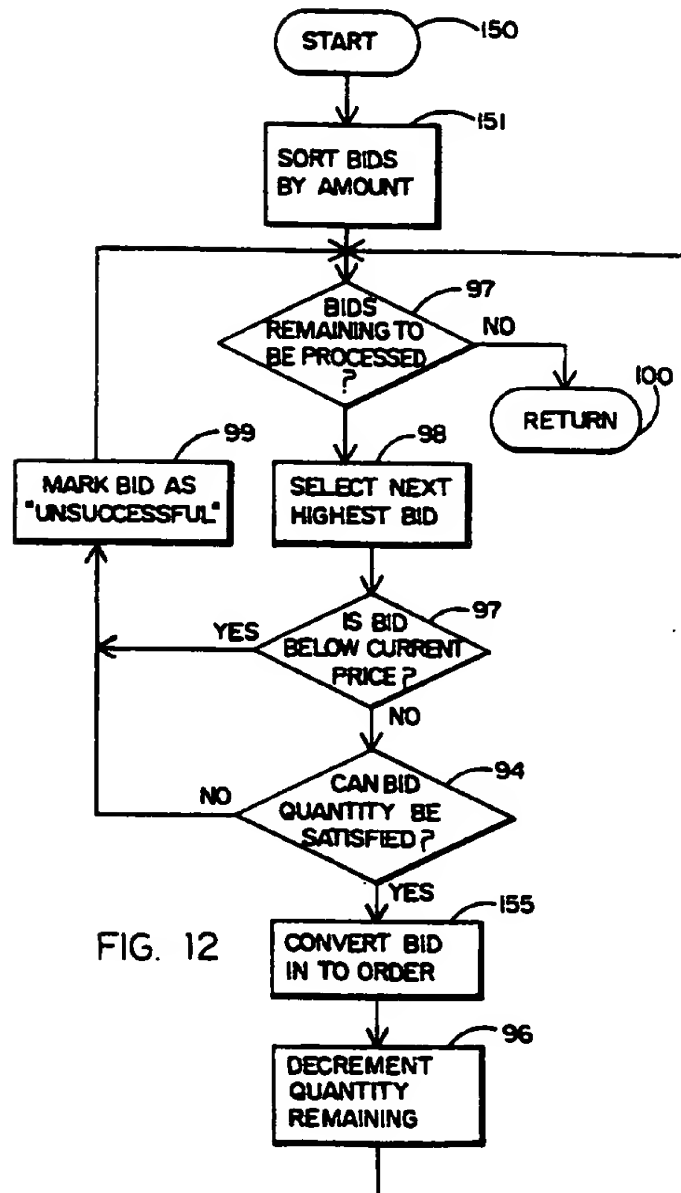 START
150
151
SORT BIDS
BY AMOUNT
97
BIDS
REMAINING TO
BE PROCESSED
?
NO
100
RETURN
99
MARK BID AS
"UNSUCCESSFUL"
98
SELECT NEXT
HIGHEST BID
97
YES
IS BID
BELOW CURRENT
PRICE?
NO
94
NO
CAN BID
QUANTITY BE
SATISFIED?
YES
155
FIG. 12
CONVERT BID
IN TO ORDER
96
DECREMENT
QUANTITY
REMAINING